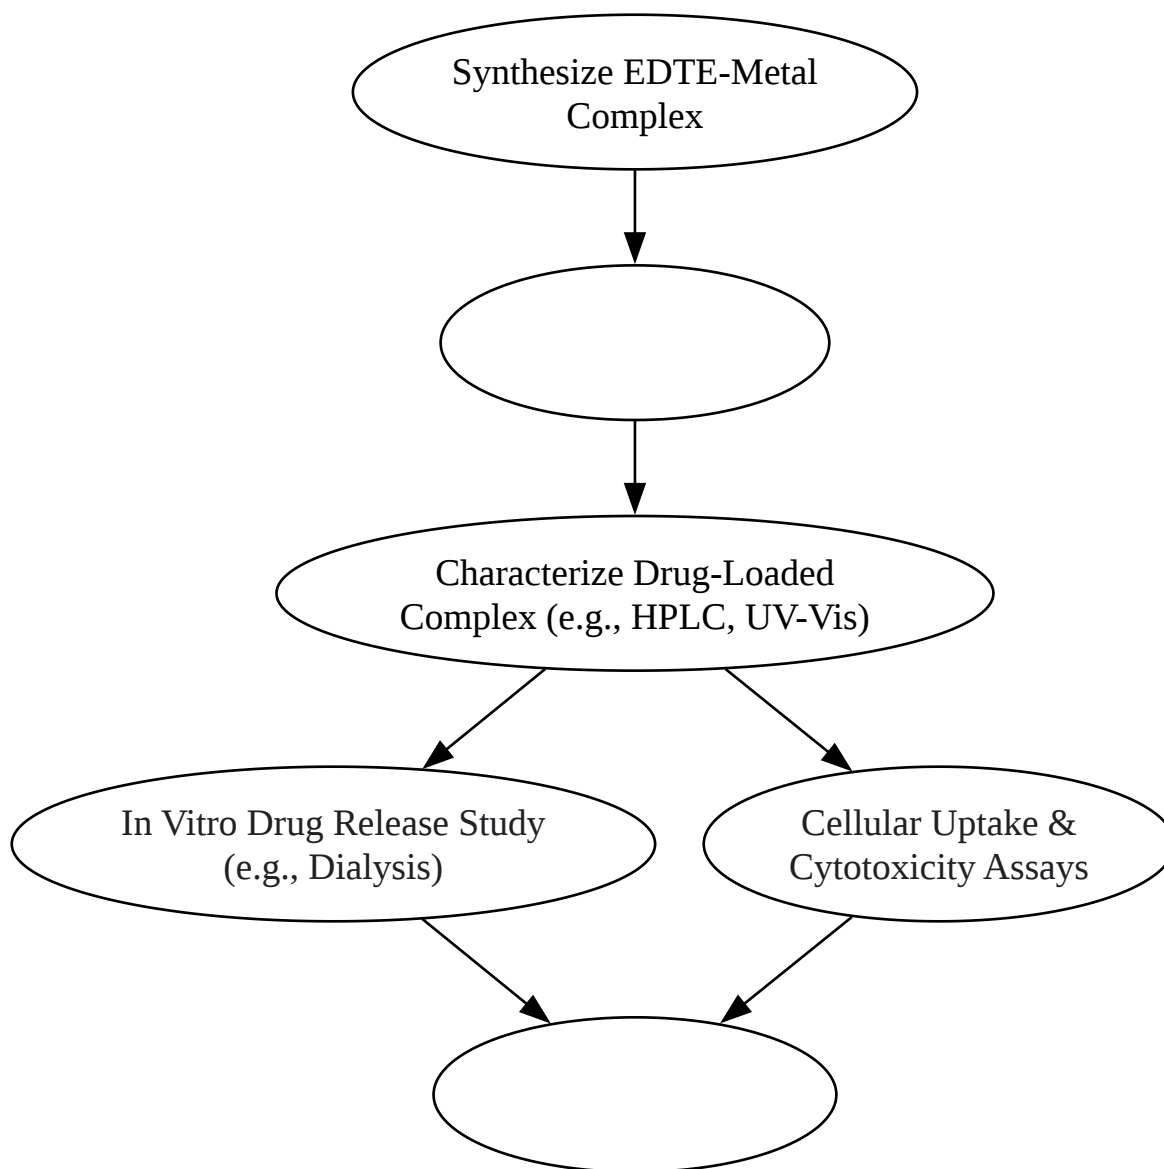 Synthesize EDTE-Metal
Complex
Characterize Drug-Loaded
Complex (e.g., HPLC, UV-Vis)
In Vitro Drug Release Study
(e.g., Dialysis)
Cellular Uptake &
Cytotoxicity Assays